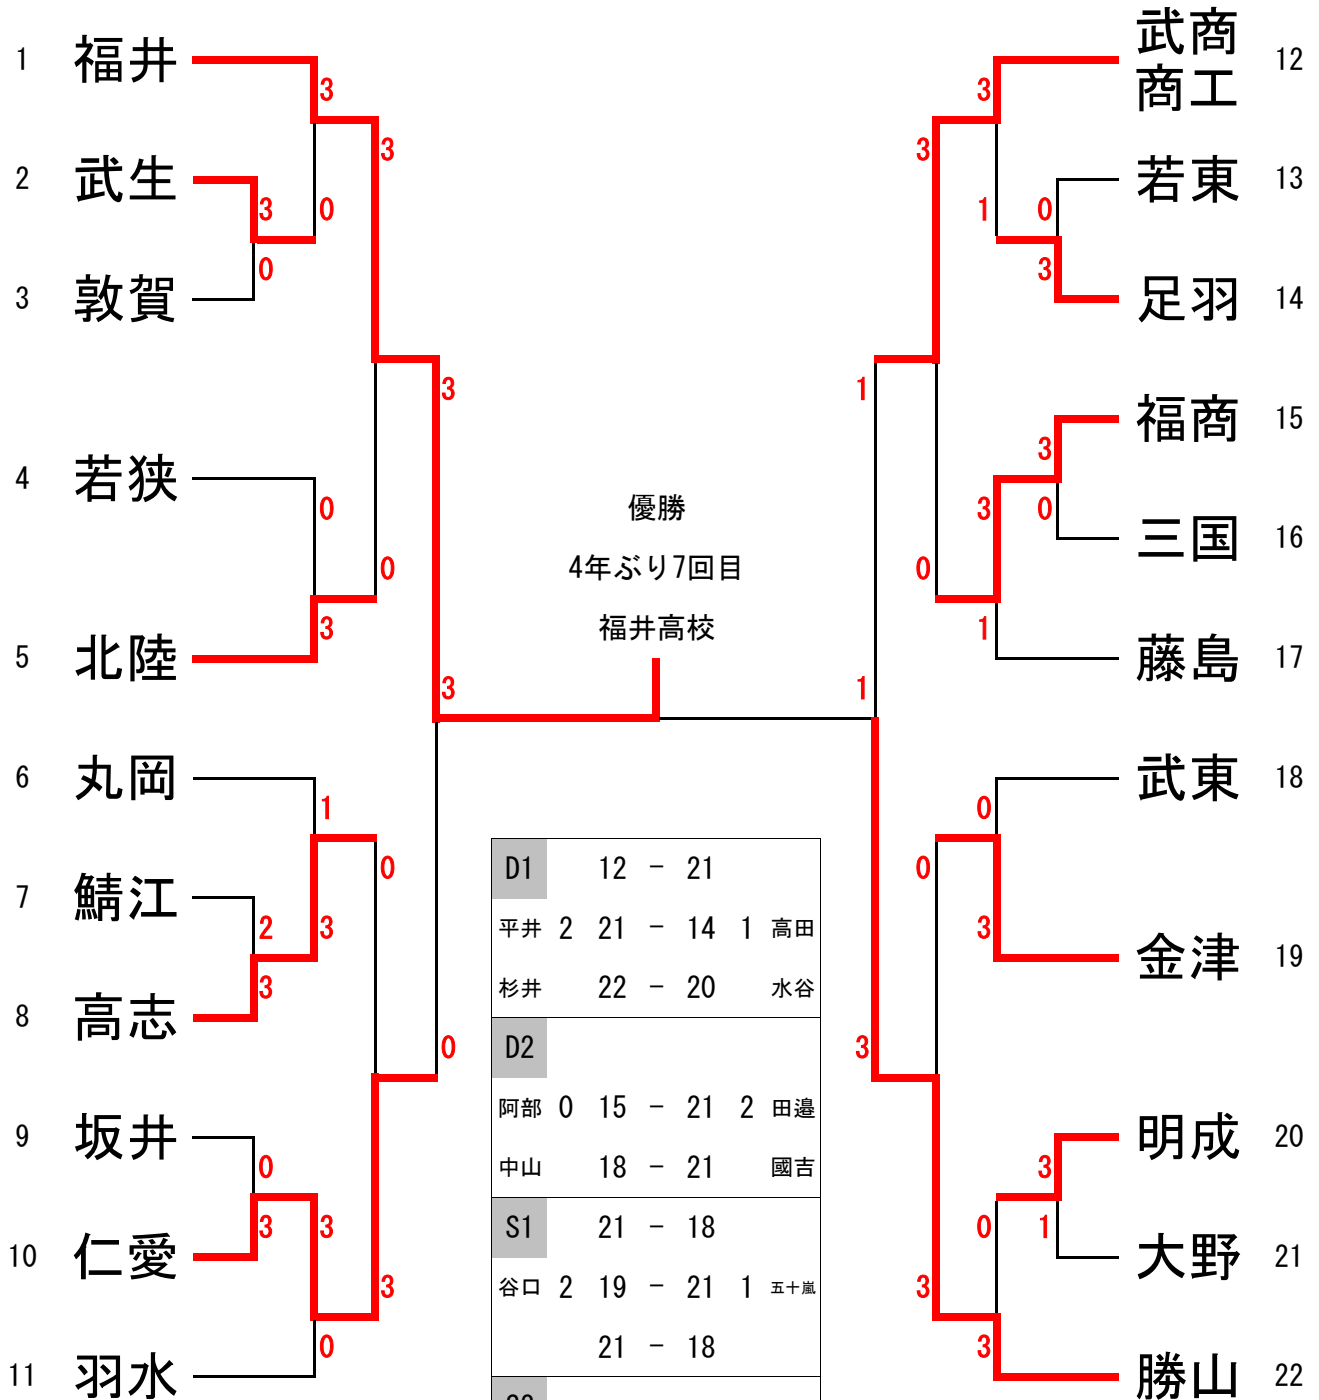 1 福井
3
2 武生
3
0
0
3 敦賀
3
4 若狭
0
0
3
5 北陸
3
6 丸岡
1
0
7 鯖江
2
3
3
8 高志
0
9 坂井
0
3
3
10 仁愛
3
0
11 羽水
3
優勝
4年ぶり7回目
福井高校
1
D1 12 － 21
平井 2 21 － 14 1 高田
杉井 22 － 20 水谷
D2
阿部 0 15 － 21 2 田邉
中山 18 － 21 國吉
S1 21 － 18
谷口 2 19 － 21 1 五十嵐
21 － 18
武商
商工 12
3
3
若東 13
1
0
3
足羽 14
1
福商 15
3
3
0
三国 16
0
1
藤島 17
武東 18
0
0
3
金津 19
3
明成 20
3
0
1
大野 21
3
3
勝山 22